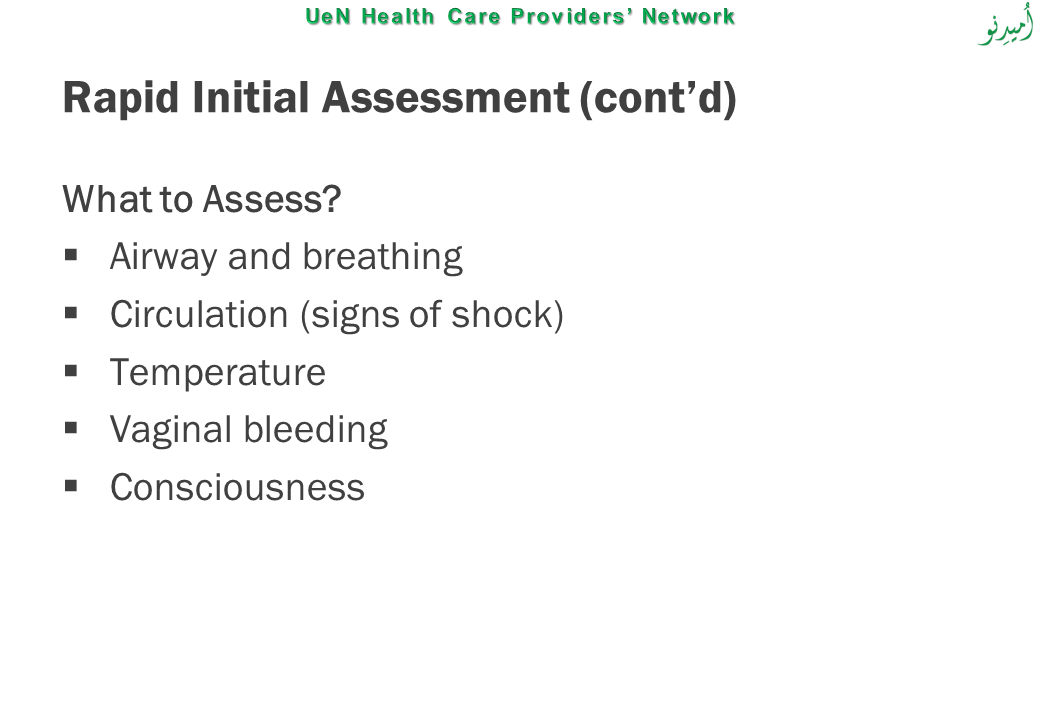 UeN Health Care Providers’ Network
اُمیدِنو
Rapid Initial Assessment (cont’d)
What to Assess?
▪ Airway and breathing
▪ Circulation (signs of shock)
▪ Temperature
▪ Vaginal bleeding
▪ Consciousness